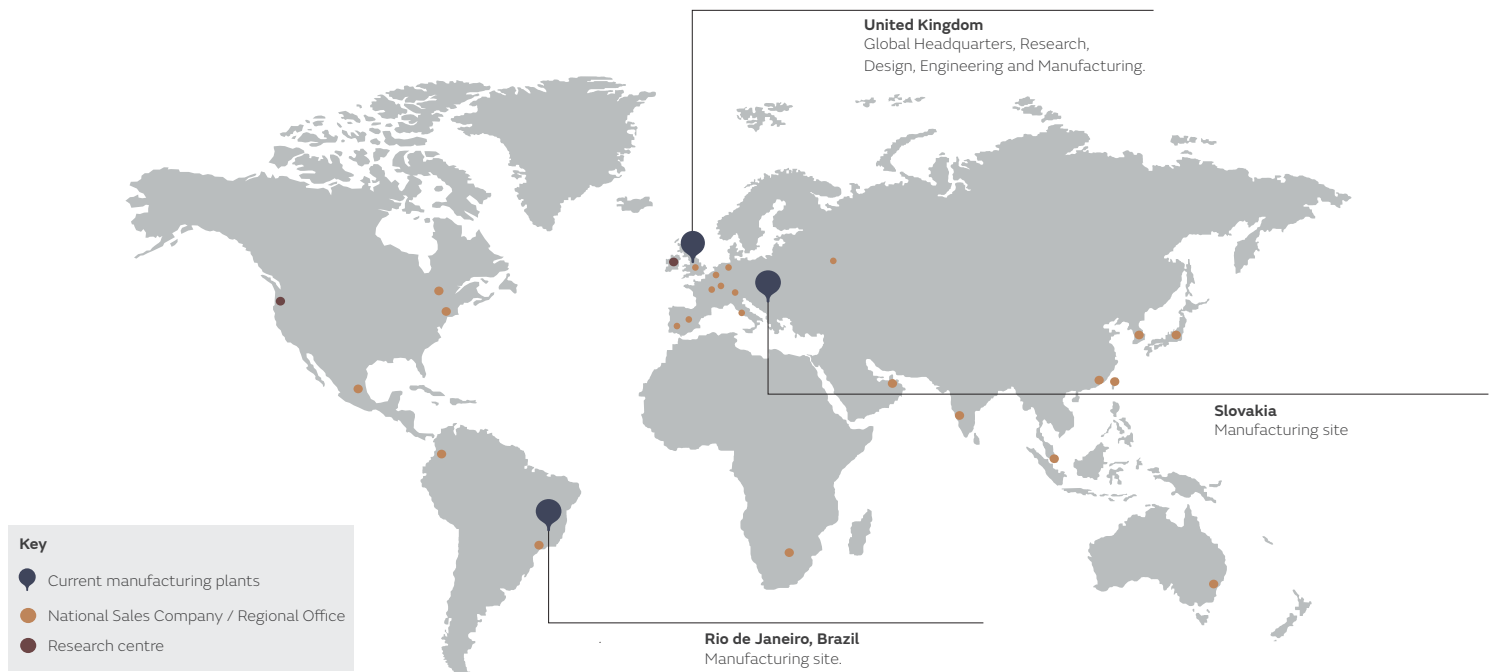 United Kingdom
Global Headquarters, Research,
Design, Engineering and Manufacturing.
Slovakia
Manufacturing site
Key
Current manufacturing plants
National Sales Company / Regional Office
Research centre
Rio de Janeiro, Brazil
Manufacturing site.